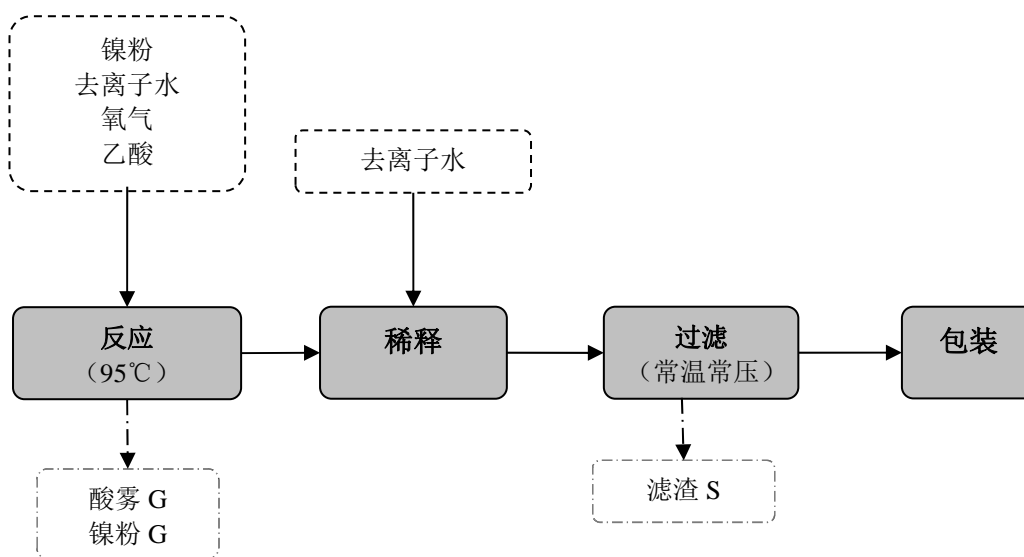 镍粉
去离子水
氧气
乙酸
去离子水
反应
（95℃）
稀释
过滤
（常温常压）
包装
酸雾 G
镍粉 G
滤渣 S